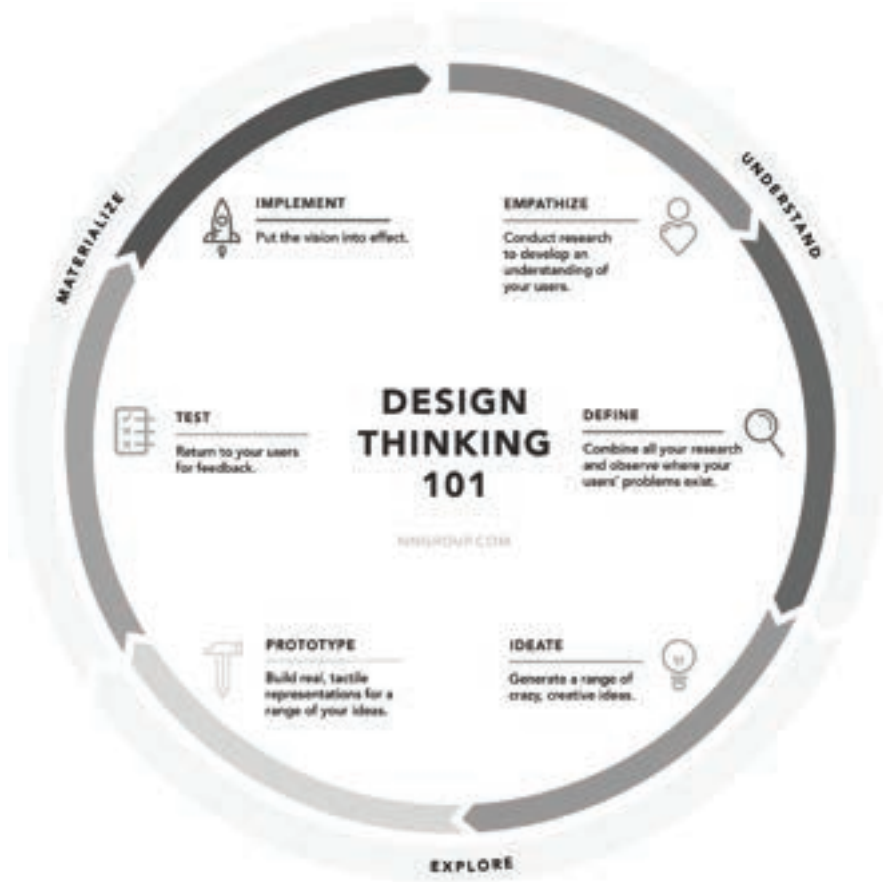 DESIGN
THINKING
101
NNGROUP.COM
UNDERSTAND
EMPATHIZE
Conduct research
to develop an
understanding of
your users.
DEFINE
Combine all your research
and observe where your
users' problems exist.
EXPLORE
IDEATE
Generate a range of
crazy, creative ideas.
PROTOTYPE
Build real, tactile
representations for a
range of your ideas.
MATERIALIZE
TEST
Return to your users
for feedback.
IMPLEMENT
Put the vision into effect.